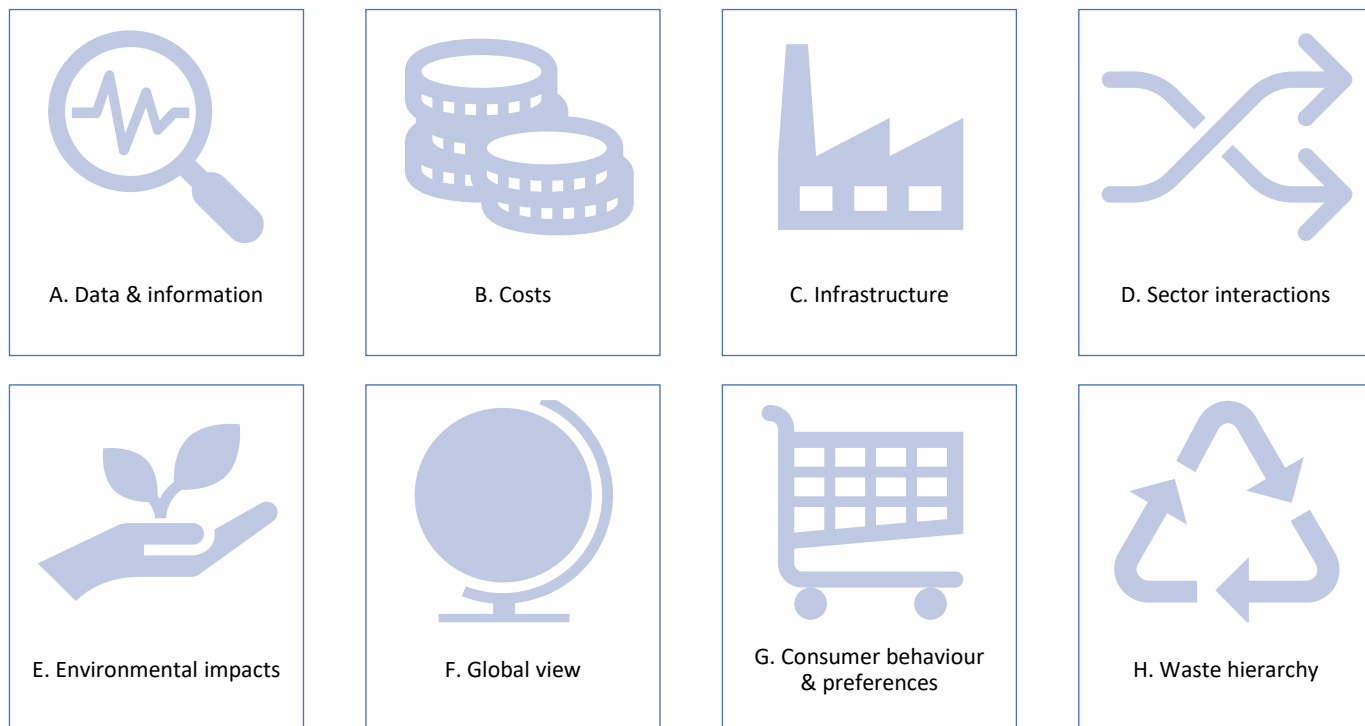 A. Data & information
B. Costs
C. Infrastructure
D. Sector interactions
E. Environmental impacts
F. Global view
G. Consumer behaviour
& preferences
H. Waste hierarchy